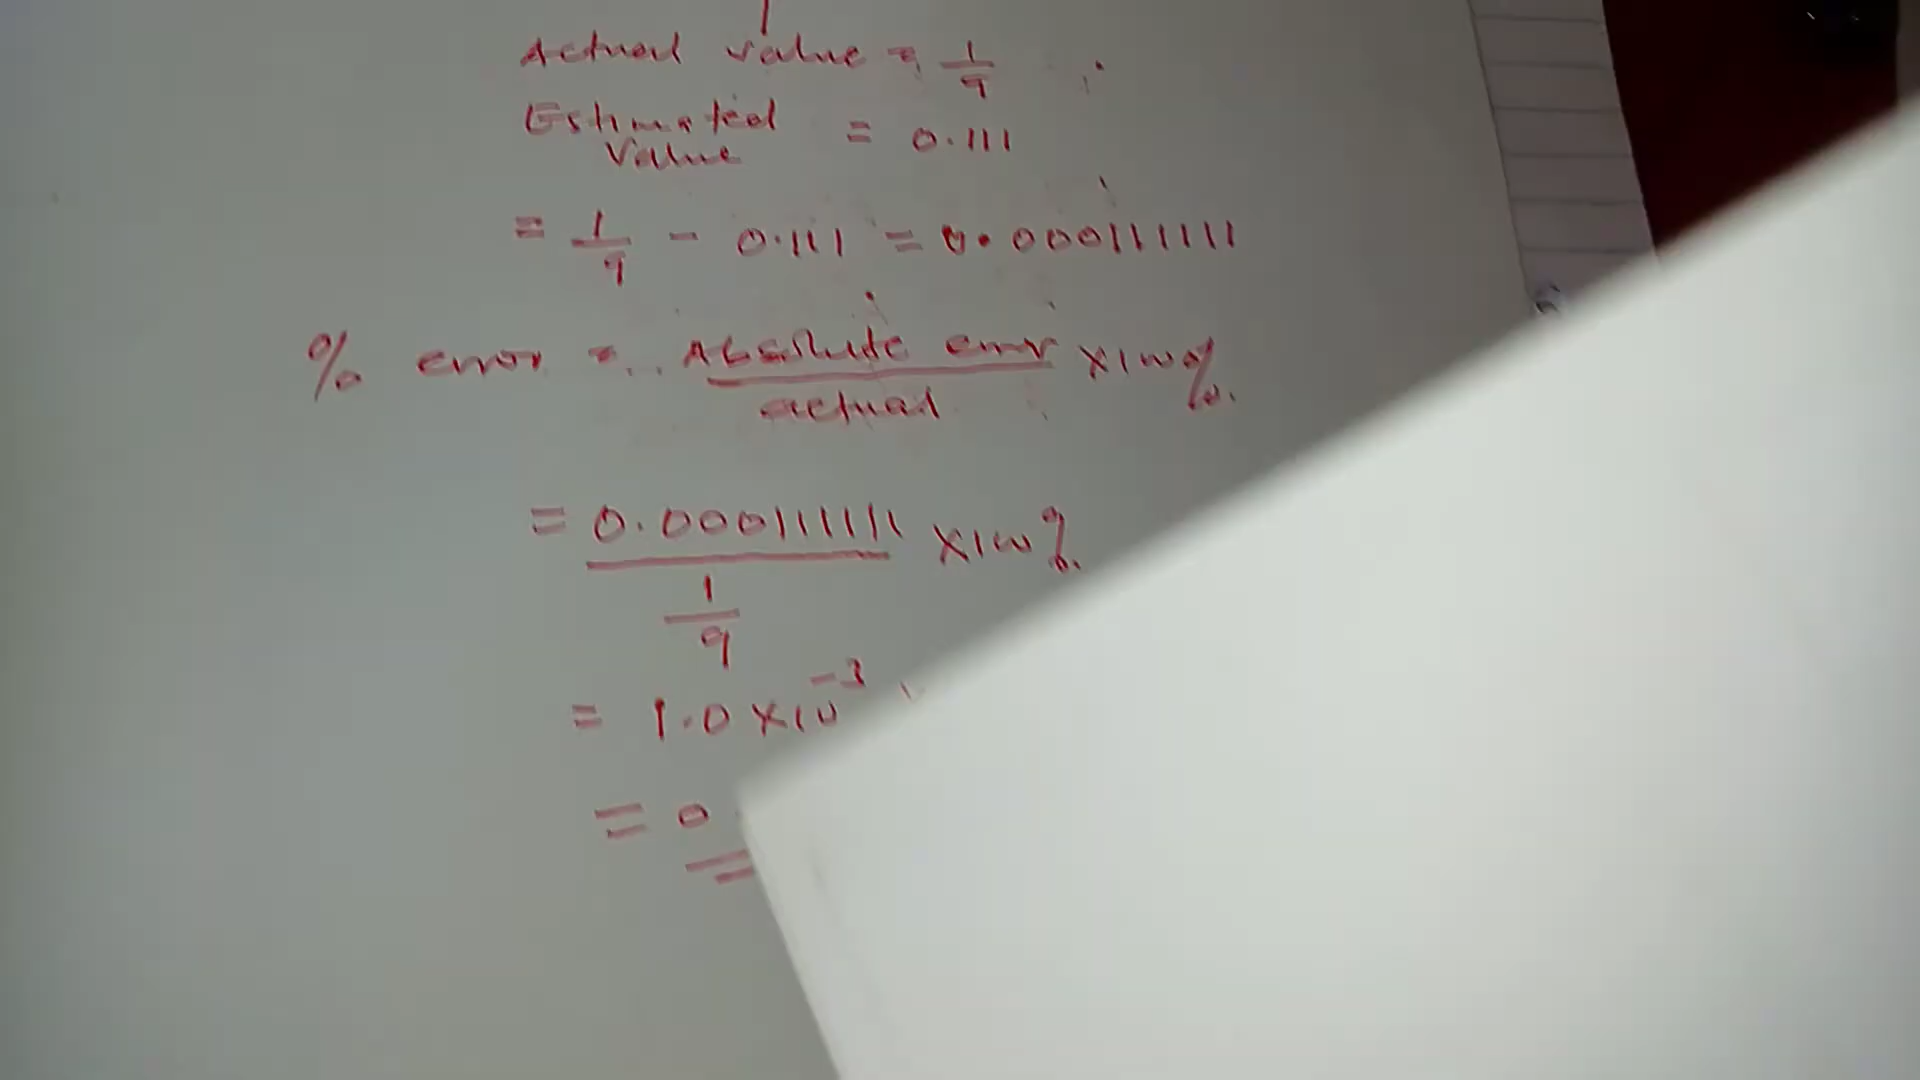 Actual value = 1/9
Estimated Value = 0.111
= 1/9 - 0.111 = 0.000111111
% error = Absolute error/actual × 100%.
= 0.000111111/(1/9) × 100%.
= 1.0 × 10^-3
= 0